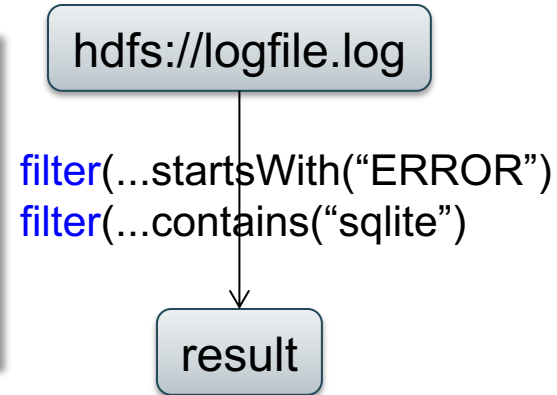 hdfs://logfile.log
filter(...startsWith(“ERROR”)
filter(...contains(“sqlite”)
result